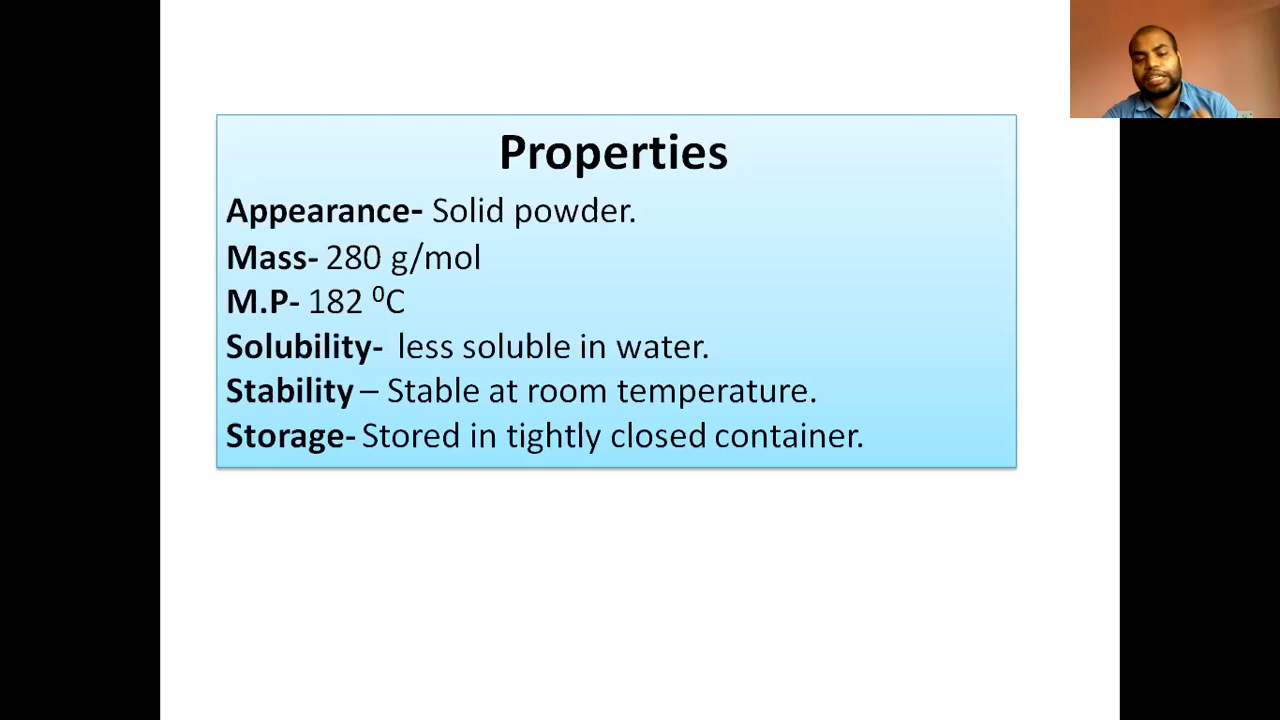 Properties
Appearance- Solid powder.
Mass- 280 g/mol
M.P- 182 ⁰C
Solubility- less soluble in water.
Stability – Stable at room temperature.
Storage- Stored in tightly closed container.